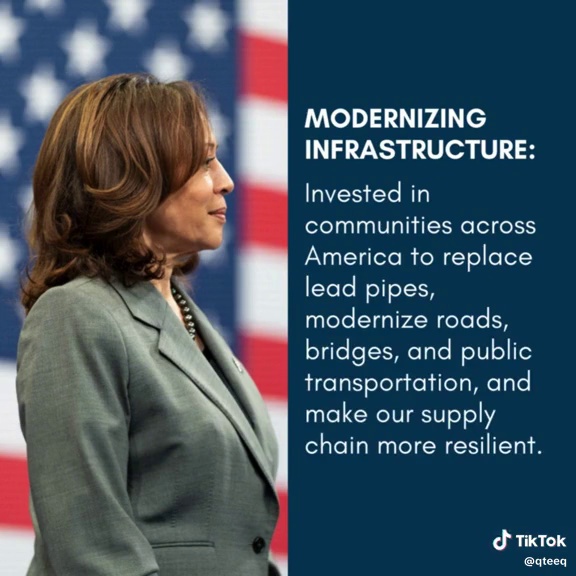 MODERNIZING
INFRASTRUCTURE:
Invested in
communities across
America to replace
lead pipes,
modernize roads,
bridges, and public
transportation, and
make our supply
chain more resilient.
TikTok
@qteeq